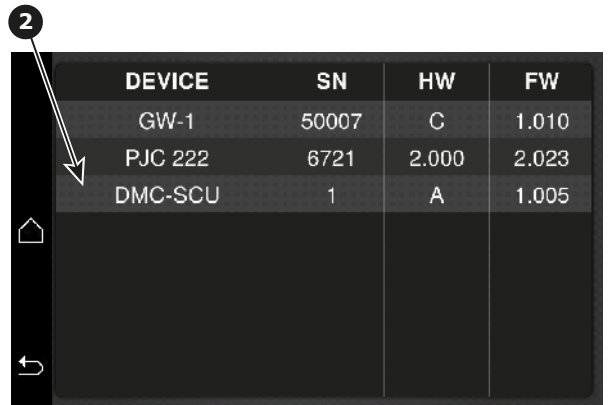 2
DEVICE SN HW FW
GW-1 50007 C 1.010
PJC 222 6721 2.000 2.023
DMC-SCU 1 A 1.005